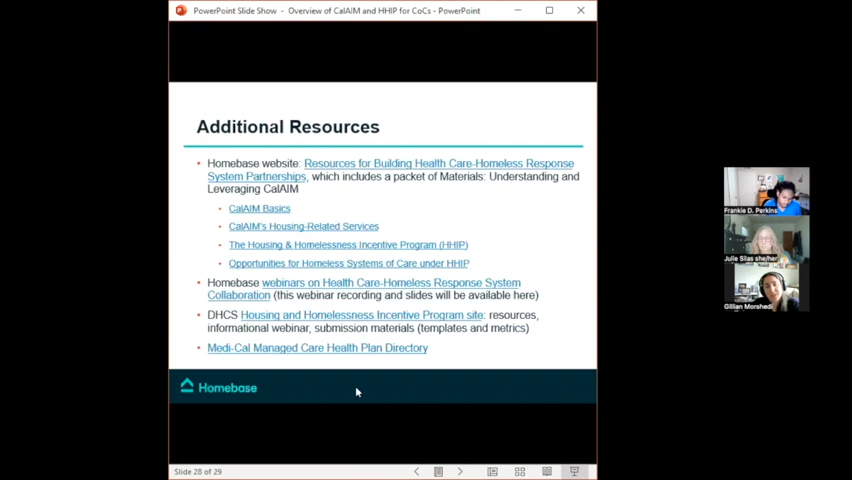 PowerPoint Slide Show - Overview of CalAIM and HHIP for CoCs - PowerPoint
Additional Resources
• Homebase website: Resources for Building Health Care-Homeless Response
System Partnerships, which includes a packet of Materials: Understanding and
Leveraging CalAIM
• CalAIM Basics
• CalAIM's Housing-Related Services
• The Housing & Homelessness Incentive Program (HHIP)
• Opportunities for Homeless Systems of Care under HHIP
• Homebase webinars on Health Care-Homeless Response System
Collaboration (this webinar recording and slides will be available here)
• DHCS Housing and Homelessness Incentive Program site: resources,
informational webinar, submission materials (templates and metrics)
• Medi-Cal Managed Care Health Plan Directory
Homebase
Slide 28 of 29
Frankie D. Perkins
Julie Silas she/her
Gillian Morshedi